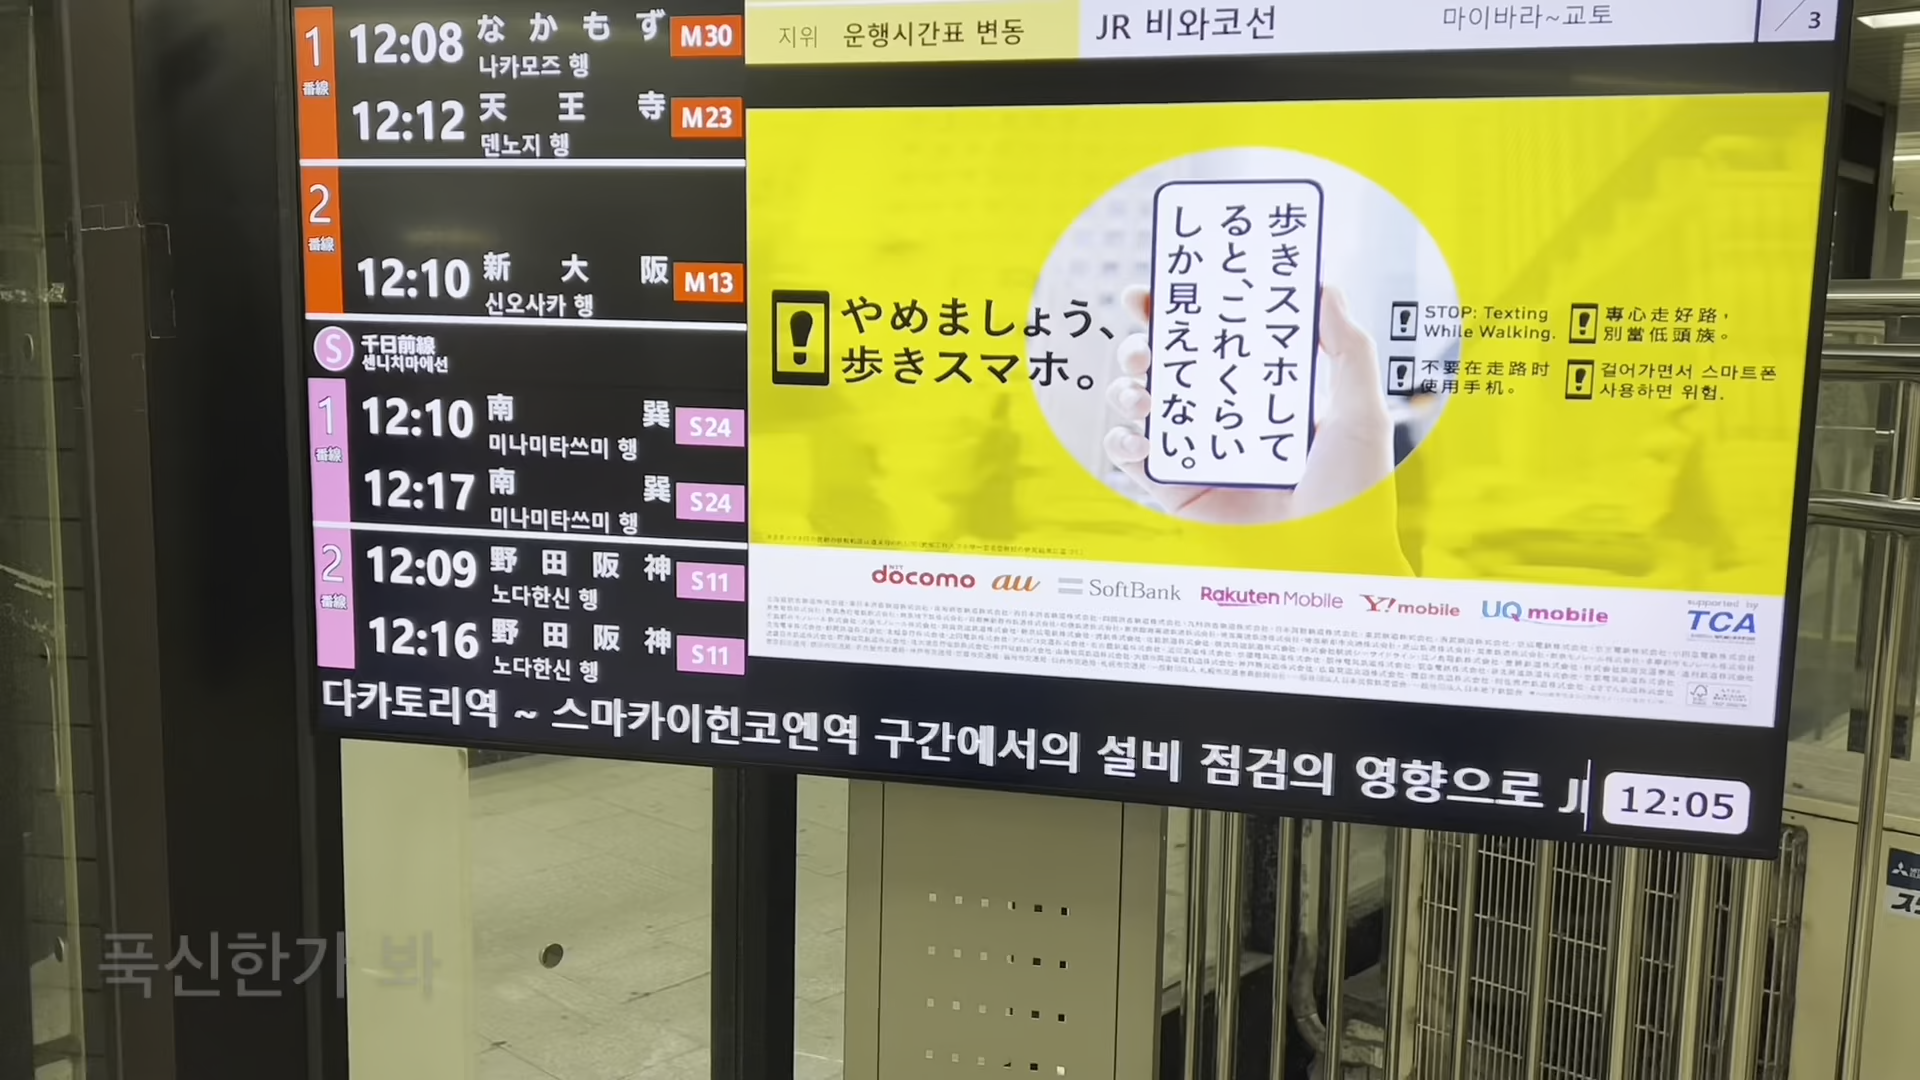 1
番線
12:08 なかもず M30
나카모즈 행
12:12 天王寺 M23
덴노지 행
2
番線
12:10 新大阪 M13
신오사카 행
S 千日前線
센니치마에선
1
番線
12:10 南巽 S24
미나미타쓰미 행
12:17 南巽 S24
미나미타쓰미 행
2
番線
12:09 野田阪神 S11
노다한신 행
12:16 野田阪神 S11
노다한신 행
지위 운행시간표 변동 JR 비와코선 마이바라~교토 /3
やめましょう、
歩きスマホ。
歩きスマホして
ると、これくらい
しか見えてない。
STOP: Texting
While Walking.
專心走好路，
別當低頭族。
不要在走路时
使用手机。
걸어가면서 스마트폰
사용하면 위험.
NTT docomo au SoftBank Rakuten Mobile Y!mobile UQ mobile
supported by
TCA
다카토리역 ~ 스마카이힌코엔역 구간에서의 설비 점검의 영향으로 J
12:05
푹신한가 봐